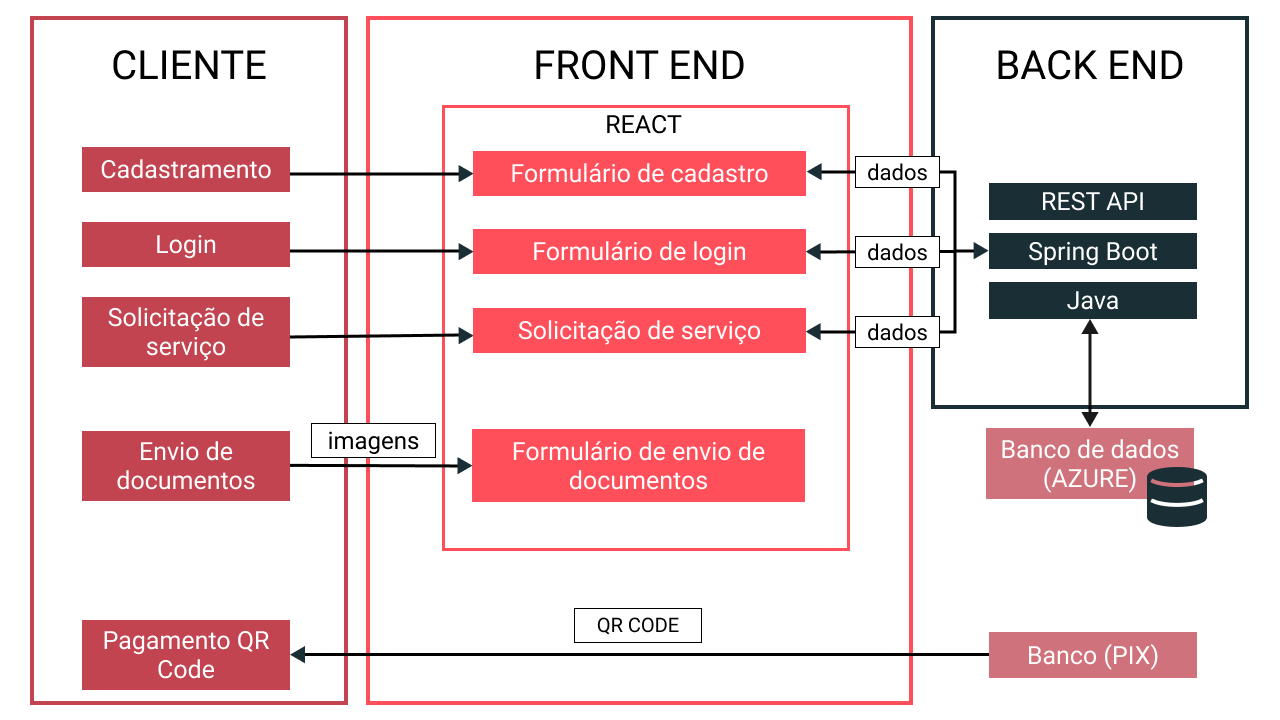 CLIENTE
Cadastramento
Login
Solicitação de
serviço
Envio de
documentos
Pagamento QR
Code
imagens
FRONT END
REACT
Formulário de cadastro
Formulário de login
Solicitação de serviço
Formulário de envio de
documentos
QR CODE
dados
dados
dados
BACK END
REST API
Spring Boot
Java
Banco de dados
(AZURE)
Banco (PIX)